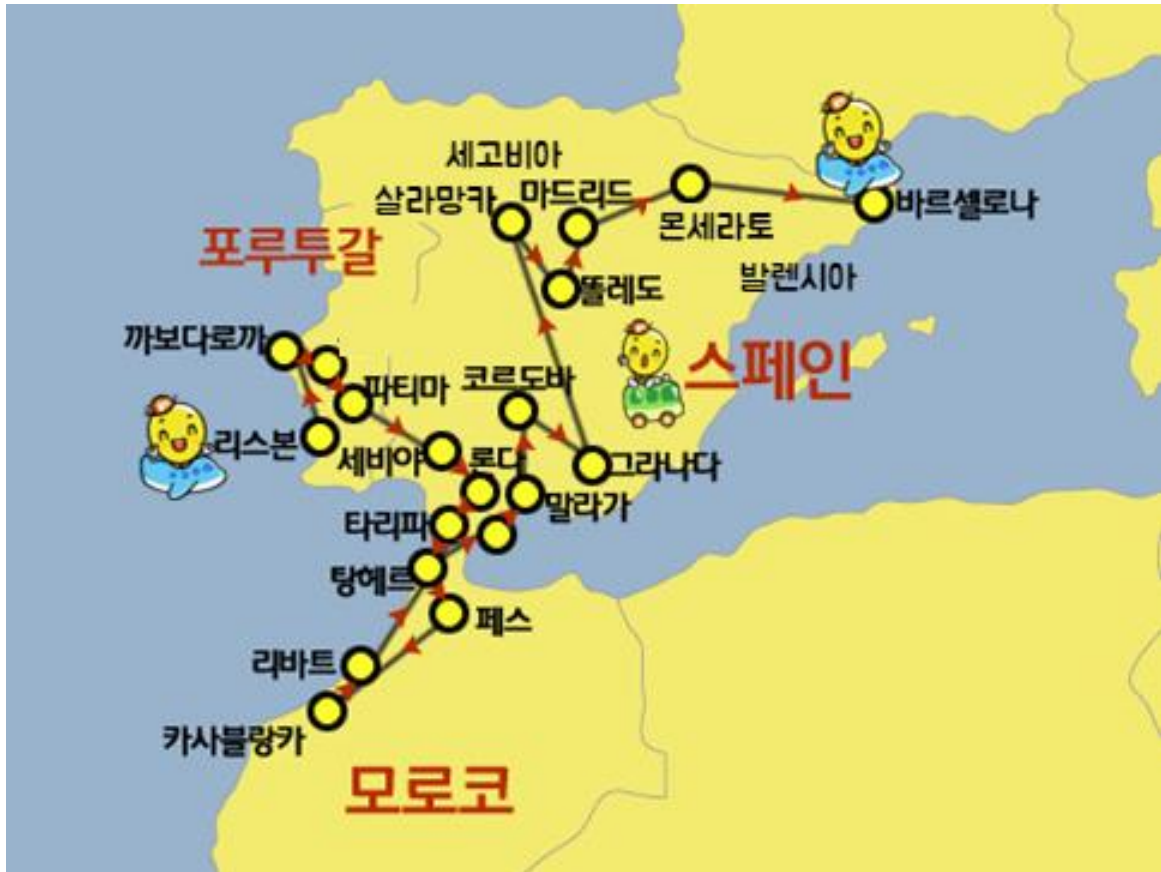 세고비아
살라망카
마드리드
몬세라토
바르셀로나
포루투갈
발렌시아
똘레도
까보다로까
스페인
파티마
코르도바
리스본
세비야
론다
그라나다
타리파
말라가
탕헤르
페스
리바트
카사블랑카
모로코